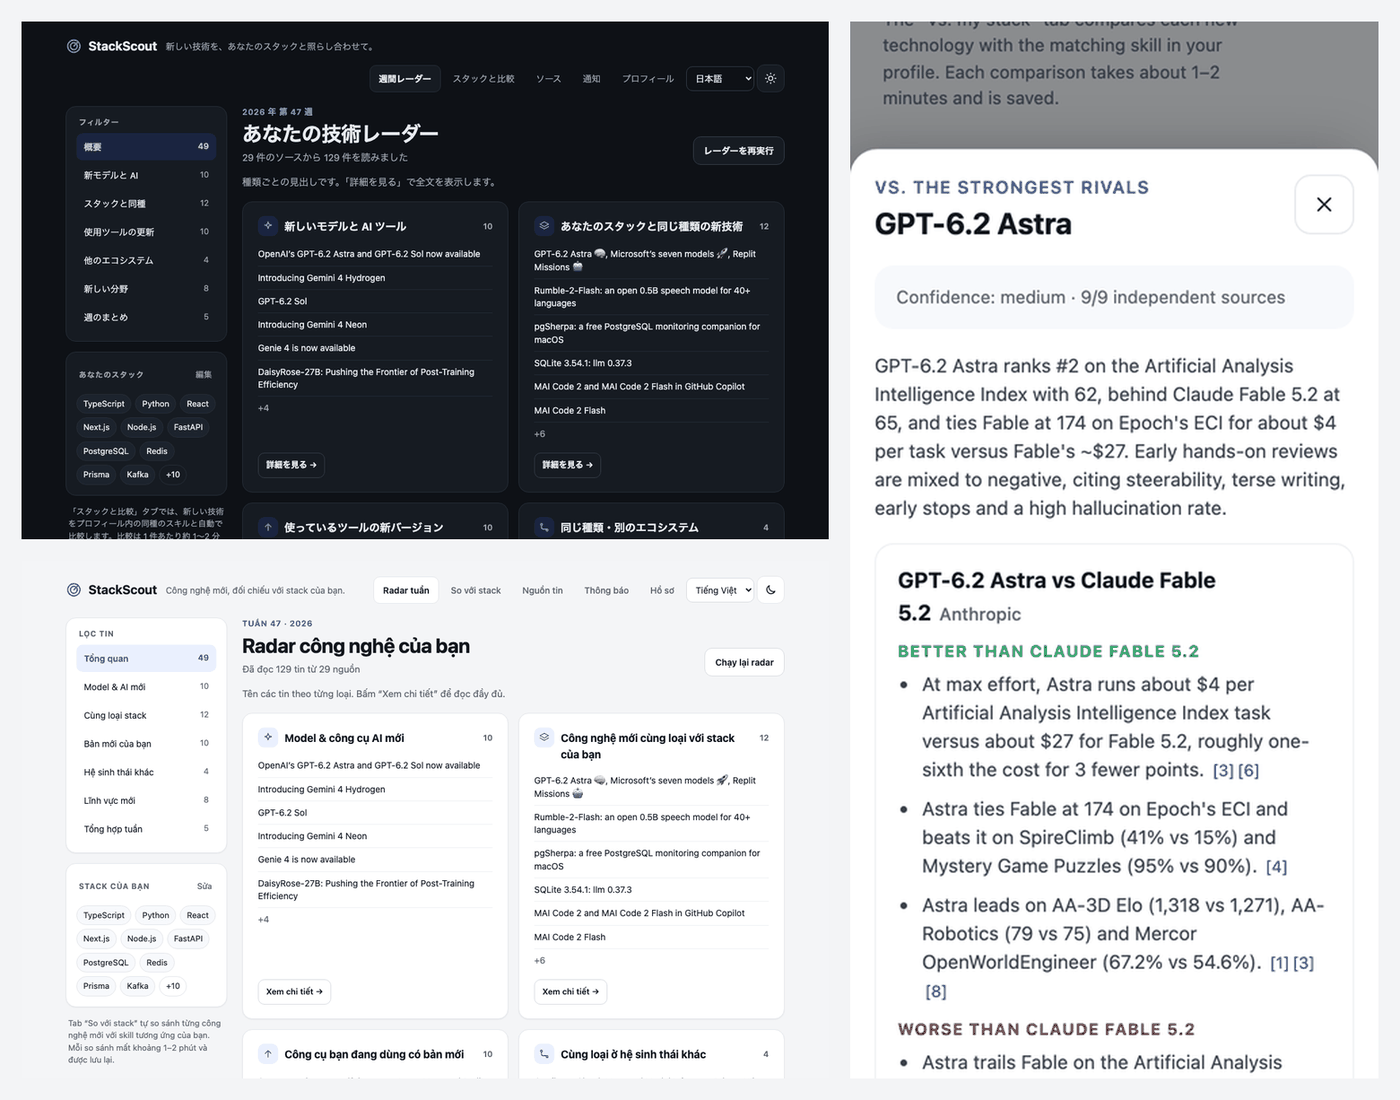 StackScout 新しい技術を、あなたのスタックと照らし合わせて。
週間レーダー スタックと比較 ソース 通知 プロフィール 日本語
フィルター
概要 49
新モデルと AI 10
スタックと同種 12
使用ツールの更新 10
他のエコシステム 4
新しい分野 8
週のまとめ 5
あなたのスタック 編集
TypeScript Python React
Next.js Node.js FastAPI
PostgreSQL Redis
Prisma Kafka +10
「スタックと比較」タブでは、新しい技術
をプロフィール内の同種のスキルと自動で
比較します。比較は 1 件あたり約 1〜2 分
2026 年 第 47 週
あなたの技術レーダー
29 件のソースから 129 件を読みました
レーダーを再実行
種類ごとの見出しです。「詳細を見る」で全文を表示します。
新しいモデルと AI ツール 10
OpenAI's GPT-6.2 Astra and GPT-6.2 Sol now available
Introducing Gemini 4 Hydrogen
GPT-6.2 Sol
Introducing Gemini 4 Neon
Genie 4 is now available
DaisyRose-27B: Pushing the Frontier of Post-Training
Efficiency
+4
詳細を見る →
あなたのスタックと同じ種類の新技術 12
GPT-6.2 Astra 🧠, Microsoft's seven models 🚀, Replit
Missions 🤖
Rumble-2-Flash: an open 0.5B speech model for 40+
languages
pgSherpa: a free PostgreSQL monitoring companion for
macOS
SQLite 3.54.1: llm 0.37.3
MAI Code 2 and MAI Code 2 Flash in GitHub Copilot
MAI Code 2 Flash
+6
詳細を見る →
使っているツールの新バージョン 10
同じ種類・別のエコシステム 4
StackScout Công nghệ mới, đối chiếu với stack của bạn.
Radar tuần So với stack Nguồn tin Thông báo Hồ sơ Tiếng Việt
LỌC TIN
Tổng quan 49
Model & AI mới 10
Cùng loại stack 12
Bản mới của bạn 10
Hệ sinh thái khác 4
Lĩnh vực mới 8
Tổng hợp tuần 5
STACK CỦA BẠN Sửa
TypeScript Python React
Next.js Node.js FastAPI
PostgreSQL Redis
Prisma Kafka +10
Tab “So với stack” tự so sánh từng công
nghệ mới với skill tương ứng của bạn.
Mỗi so sánh mất khoảng 1–2 phút và
được lưu lại.
TUẦN 47 · 2026
Radar công nghệ của bạn
Đã đọc 129 tin từ 29 nguồn
Chạy lại radar
Tên các tin theo từng loại. Bấm “Xem chi tiết” để đọc đầy đủ.
Model & công cụ AI mới 10
OpenAI's GPT-6.2 Astra and GPT-6.2 Sol now available
Introducing Gemini 4 Hydrogen
GPT-6.2 Sol
Introducing Gemini 4 Neon
Genie 4 is now available
DaisyRose-27B: Pushing the Frontier of Post-Training
Efficiency
+4
Xem chi tiết →
Công nghệ mới cùng loại với stack 12
của bạn
GPT-6.2 Astra 🧠, Microsoft's seven models 🚀, Replit
Missions 🤖
Rumble-2-Flash: an open 0.5B speech model for 40+
languages
pgSherpa: a free PostgreSQL monitoring companion for
macOS
SQLite 3.54.1: llm 0.37.3
MAI Code 2 and MAI Code 2 Flash in GitHub Copilot
MAI Code 2 Flash
+6
Xem chi tiết →
Công cụ bạn đang dùng có bản mới 10
Cùng loại ở hệ sinh thái khác 4
The "Vs. my stack" tab compares each new
technology with the matching skill in your
profile. Each comparison takes about 1–2
minutes and is saved.
VS. THE STRONGEST RIVALS
GPT-6.2 Astra
Confidence: medium · 9/9 independent sources
GPT-6.2 Astra ranks #2 on the Artificial Analysis
Intelligence Index with 62, behind Claude Fable 5.2 at
65, and ties Fable at 174 on Epoch's ECI for about $4
per task versus Fable's ~$27. Early hands-on reviews
are mixed to negative, citing steerability, terse writing,
early stops and a high hallucination rate.
GPT-6.2 Astra vs Claude Fable
5.2 Anthropic
BETTER THAN CLAUDE FABLE 5.2
• At max effort, Astra runs about $4 per
Artificial Analysis Intelligence Index task
versus about $27 for Fable 5.2, roughly one-
sixth the cost for 3 fewer points. [3] [6]
• Astra ties Fable at 174 on Epoch's ECI and
beats it on SpireClimb (41% vs 15%) and
Mystery Game Puzzles (95% vs 90%). [4]
• Astra leads on AA-3D Elo (1,318 vs 1,271), AA-
Robotics (79 vs 75) and Mercor
OpenWorldEngineer (67.2% vs 54.6%). [1] [3]
[8]
WORSE THAN CLAUDE FABLE 5.2
• Astra trails Fable on the Artificial Analysis